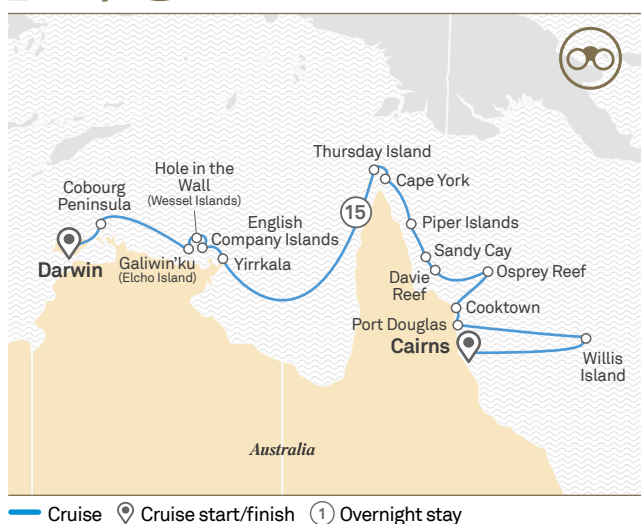 Thursday Island
Cape York
Hole in the
Wall
(Wessel Islands)
Cobourg
Peninsula
15
English
Company Islands
Piper Islands
Sandy Cay
Darwin
Galiwin'ku
(Elcho Island)
Yirrkala
Davie
Reef
Osprey Reef
Cooktown
Port Douglas
Cairns
Willis
Island
Australia
Cruise
Cruise start/finish
1
Overnight stay